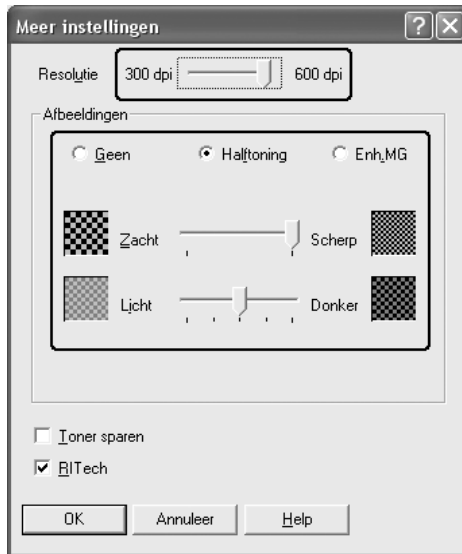 Meer instellingen
Resolutie 300 dpi 600 dpi
Afbeeldingen
Geen Halftoning Enh.MG
Zacht Scherp
Licht Donker
Toner sparen
RITech
OK Annuleer Help